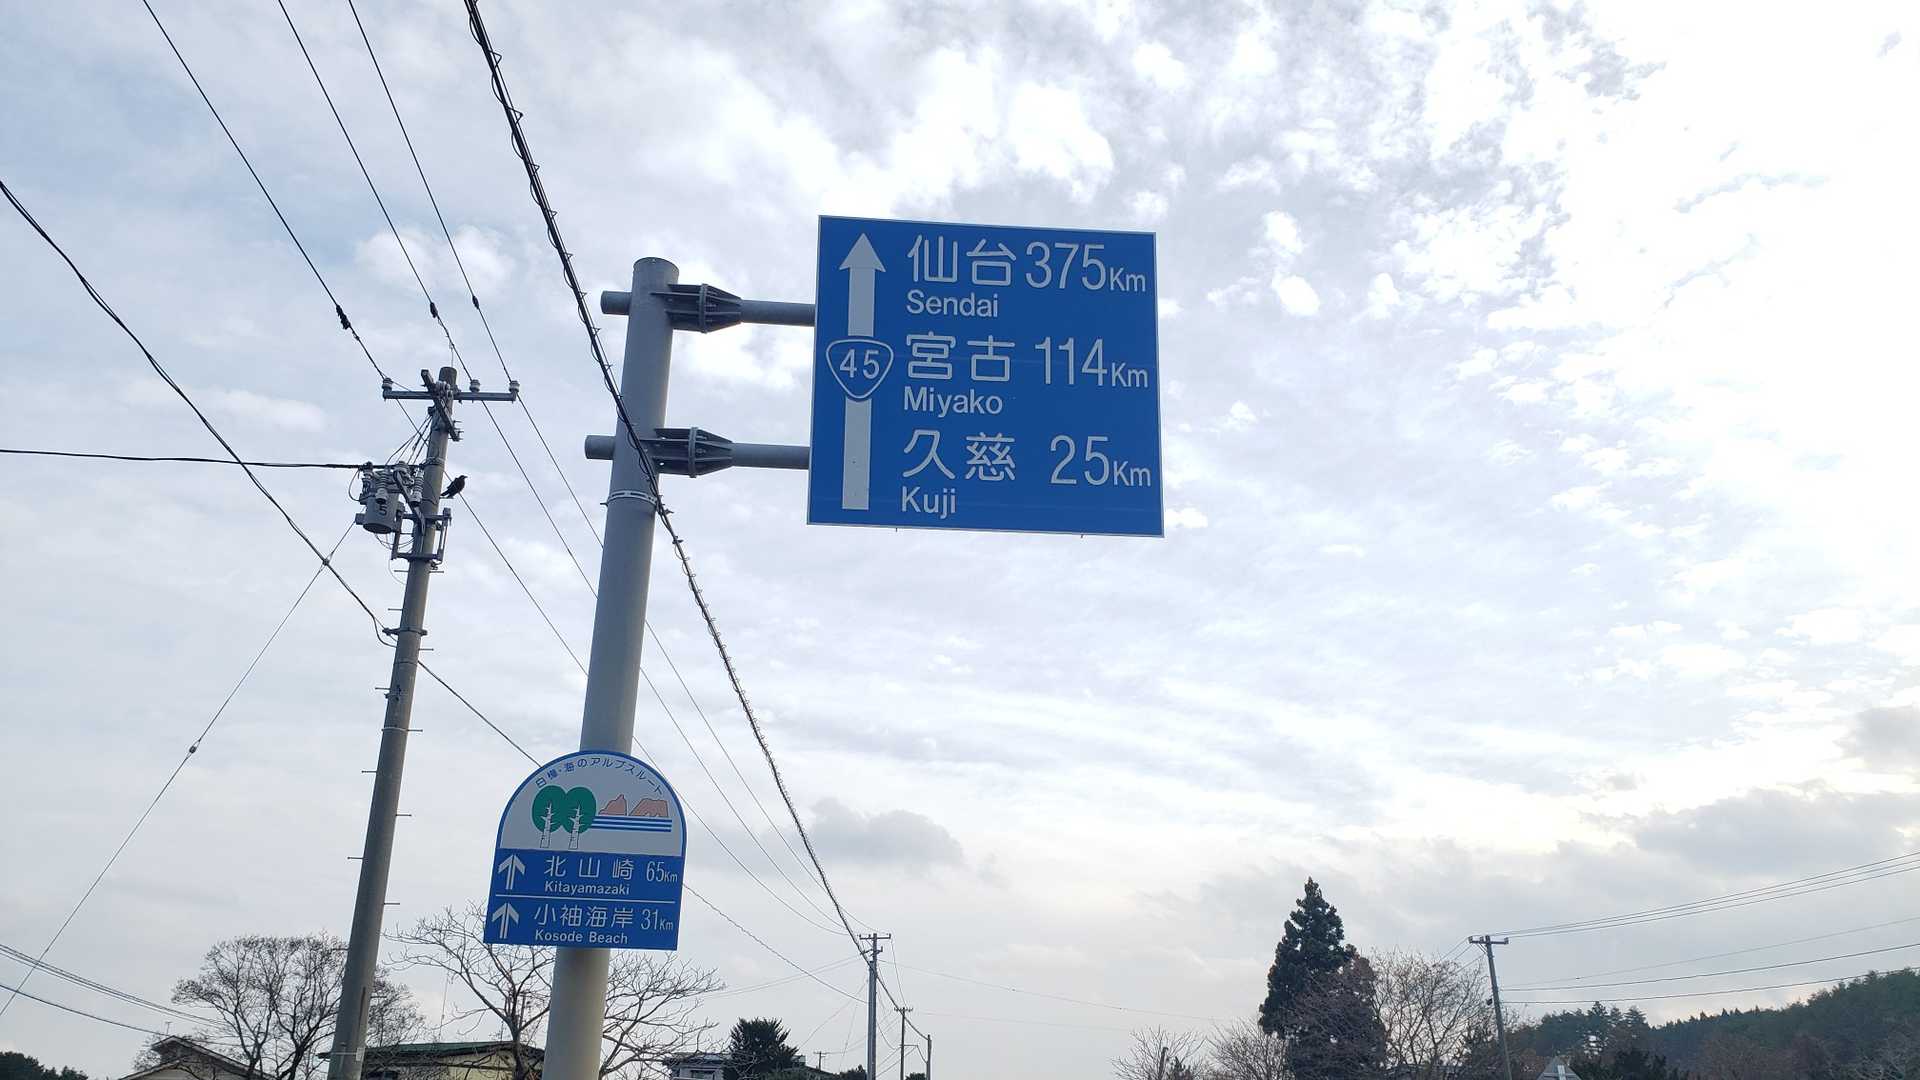 仙台 375Km
Sendai
45
宮古 114Km
Miyako
久慈 25Km
Kuji
白樺・海のアルプスルート
北山崎 65Km
Kitayamazaki
小袖海岸 31Km
Kosode Beach
5